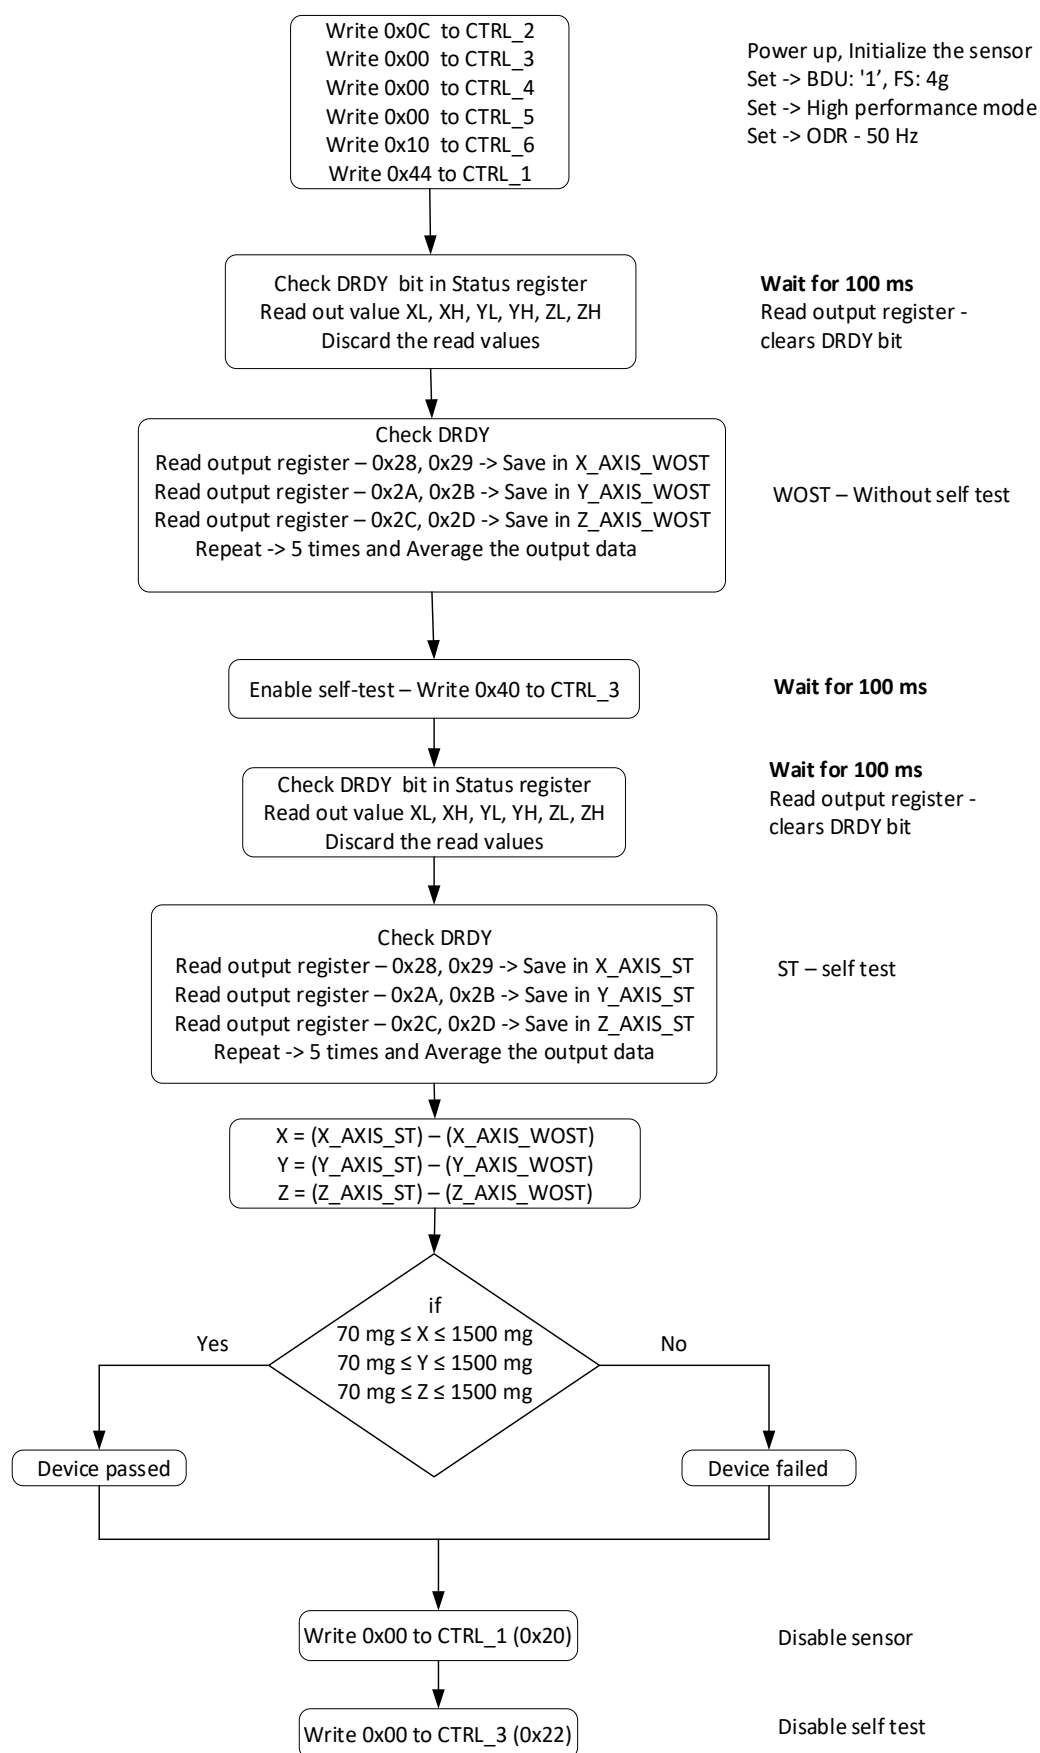 Write 0x0C to CTRL_2
Write 0x00 to CTRL_3
Write 0x00 to CTRL_4
Write 0x00 to CTRL_5
Write 0x10 to CTRL_6
Write 0x44 to CTRL_1
Power up, Initialize the sensor
Set -> BDU: '1’, FS: 4g
Set -> High performance mode
Set -> ODR - 50 Hz
Check DRDY bit in Status register
Read out value XL, XH, YL, YH, ZL, ZH
Discard the read values
Wait for 100 ms
Read output register -
clears DRDY bit
Check DRDY
Read output register – 0x28, 0x29 -> Save in X_AXIS_WOST
Read output register – 0x2A, 0x2B -> Save in Y_AXIS_WOST
Read output register – 0x2C, 0x2D -> Save in Z_AXIS_WOST
Repeat -> 5 times and Average the output data
WOST – Without self test
Enable self-test – Write 0x40 to CTRL_3
Wait for 100 ms
Check DRDY bit in Status register
Read out value XL, XH, YL, YH, ZL, ZH
Discard the read values
Wait for 100 ms
Read output register -
clears DRDY bit
Check DRDY
Read output register – 0x28, 0x29 -> Save in X_AXIS_ST
Read output register – 0x2A, 0x2B -> Save in Y_AXIS_ST
Read output register – 0x2C, 0x2D -> Save in Z_AXIS_ST
Repeat -> 5 times and Average the output data
ST – self test
X = (X_AXIS_ST) – (X_AXIS_WOST)
Y = (Y_AXIS_ST) – (Y_AXIS_WOST)
Z = (Z_AXIS_ST) – (Z_AXIS_WOST)
if
70 mg ≤ X ≤ 1500 mg
70 mg ≤ Y ≤ 1500 mg
70 mg ≤ Z ≤ 1500 mg
Yes
No
Device passed
Device failed
Write 0x00 to CTRL_1 (0x20)
Disable sensor
Write 0x00 to CTRL_3 (0x22)
Disable self test